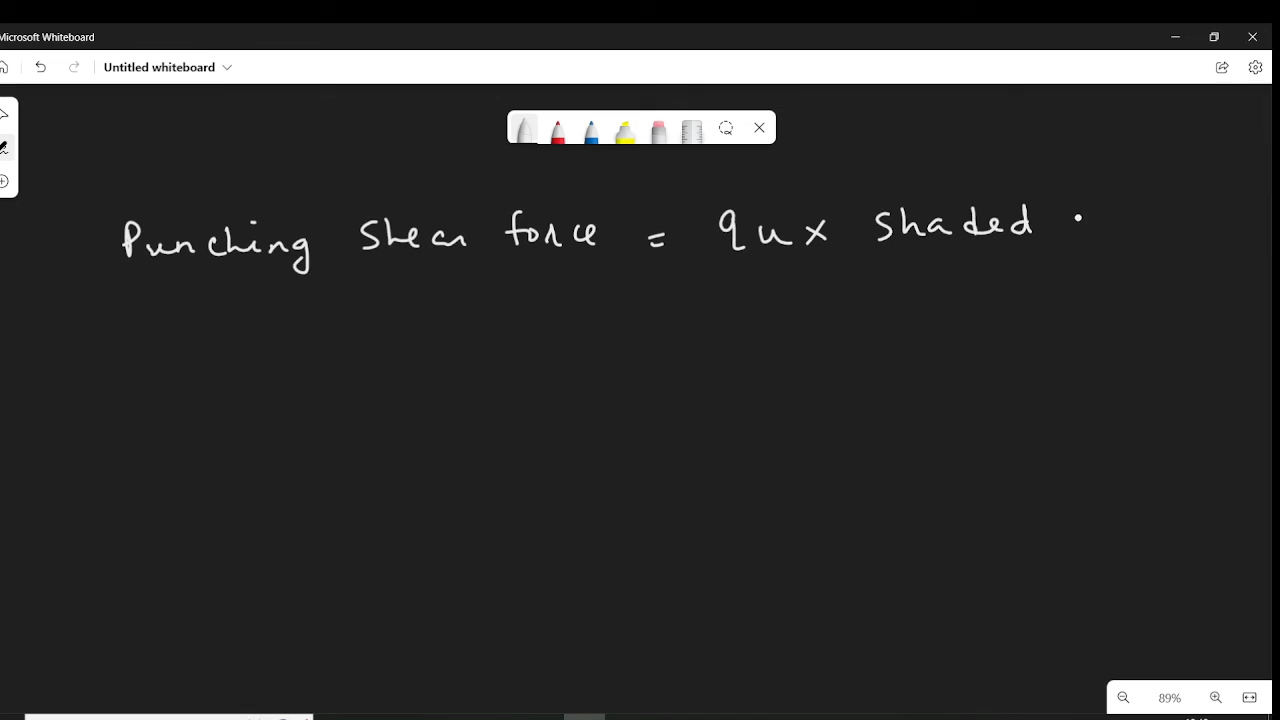 Microsoft Whiteboard
Untitled whiteboard
Punching Shear force = qu x Shaded
89%